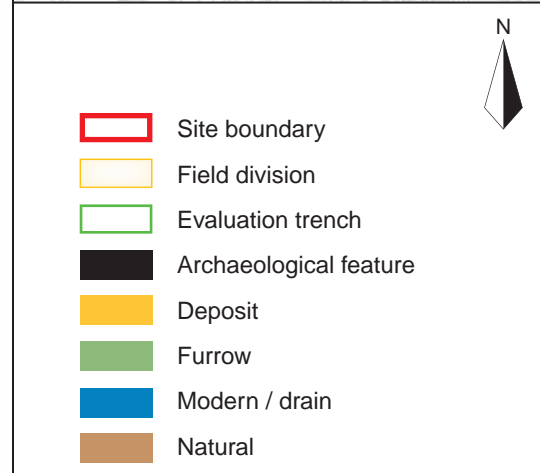 N
Site boundary
Field division
Evaluation trench
Archaeological feature
Deposit
Furrow
Modern / drain
Natural